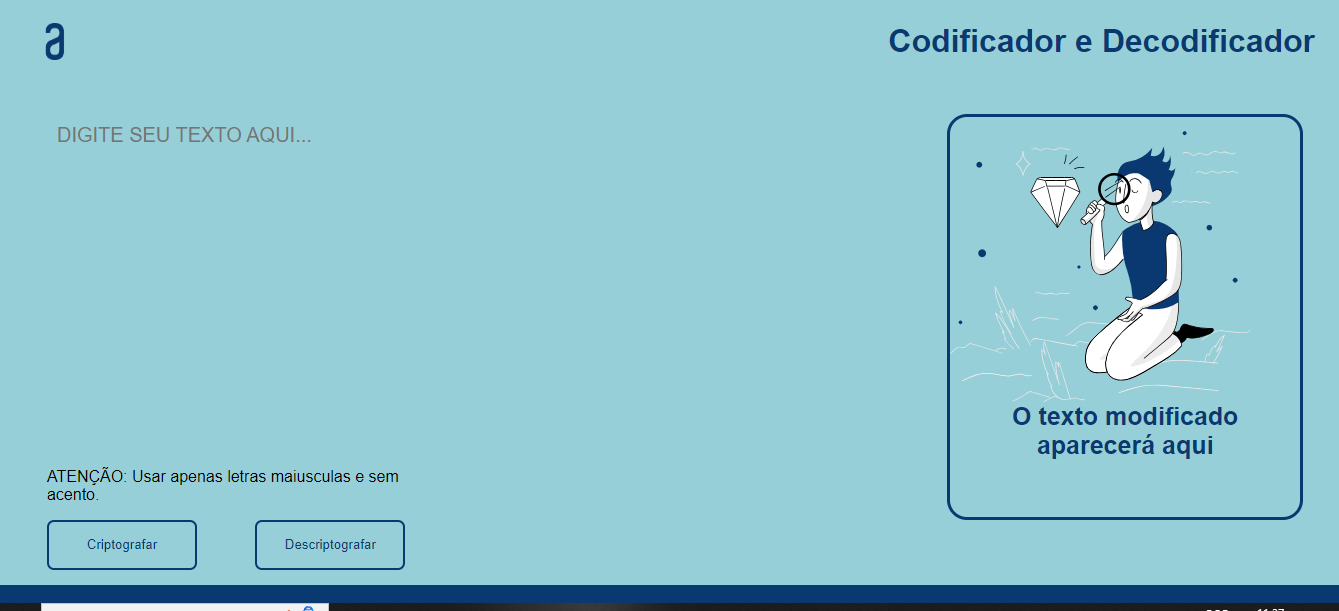 a
Codificador e Decodificador
DIGITE SEU TEXTO AQUI...
O texto modificado
aparecerá aqui
ATENÇÃO: Usar apenas letras maiusculas e sem
acento.
Criptografar
Descriptografar